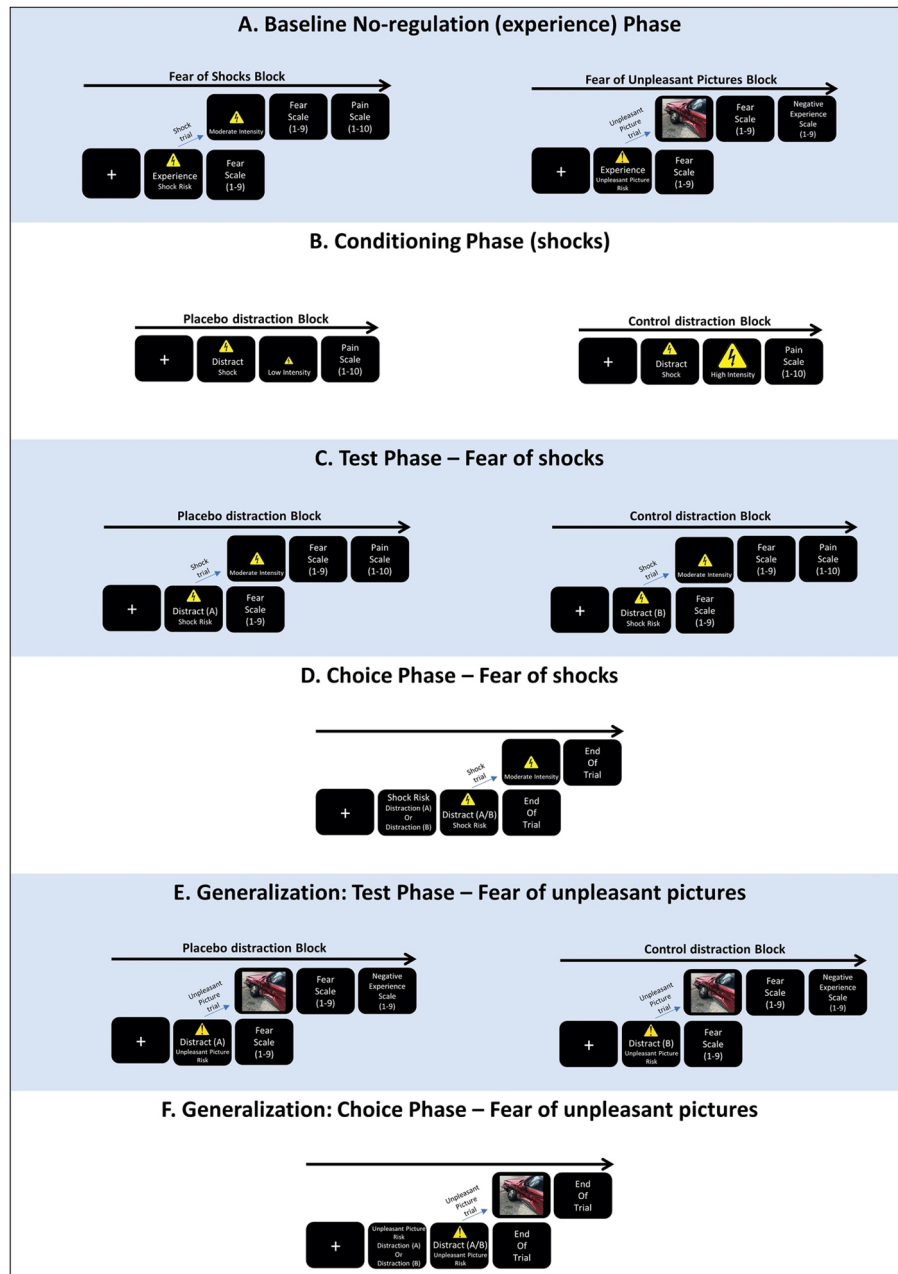 A. Baseline No-regulation (experience) Phase
Fear of Shocks Block
Shock
trial
Moderate Intensity
Fear
Scale
(1-9)
Pain
Scale
(1-10)
+
Experience
Shock Risk
Fear
Scale
(1-9)
Fear of Unpleasant Pictures Block
Unpleasant
Picture
trial
Fear
Scale
(1-9)
Negative
Experience
Scale
(1-9)
+
Experience
Unpleasant Picture
Risk
Fear
Scale
(1-9)
B. Conditioning Phase (shocks)
Placebo distraction Block
+
Distract
Shock
Low Intensity
Pain
Scale
(1-10)
Control distraction Block
+
Distract
Shock
High Intensity
Pain
Scale
(1-10)
C. Test Phase – Fear of shocks
Placebo distraction Block
Shock
trial
Moderate Intensity
Fear
Scale
(1-9)
Pain
Scale
(1-10)
+
Distract (A)
Shock Risk
Fear
Scale
(1-9)
Control distraction Block
Shock
trial
Moderate Intensity
Fear
Scale
(1-9)
Pain
Scale
(1-10)
+
Distract (B)
Shock Risk
Fear
Scale
(1-9)
D. Choice Phase – Fear of shocks
Shock
trial
Moderate Intensity
End
Of
Trial
+
Shock Risk
Distraction (A)
Or
Distraction (B)
Distract (A/B)
Shock Risk
End
Of
Trial
E. Generalization: Test Phase – Fear of unpleasant pictures
Placebo distraction Block
Unpleasant
Picture
trial
Fear
Scale
(1-9)
Negative
Experience
Scale
(1-9)
+
Distract (A)
Unpleasant Picture
Risk
Fear
Scale
(1-9)
Control distraction Block
Unpleasant
Picture
trial
Fear
Scale
(1-9)
Negative
Experience
Scale
(1-9)
+
Distract (B)
Unpleasant Picture
Risk
Fear
Scale
(1-9)
F. Generalization: Choice Phase – Fear of unpleasant pictures
Unpleasant
Picture
trial
End
Of
Trial
+
Unpleasant Picture
Risk
Distraction (A)
Or
Distraction (B)
Distract (A/B)
Unpleasant Picture
Risk
End
Of
Trial